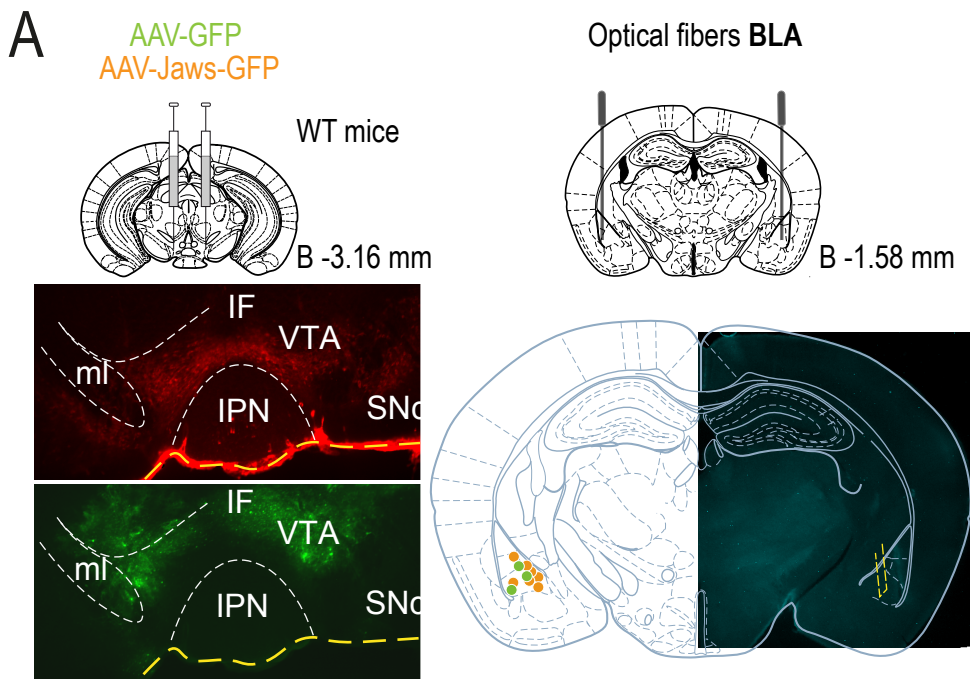 A
AAV-GFP
AAV-Jaws-GFP
WT mice
B -3.16 mm
Optical fibers BLA
B -1.58 mm
IF
VTA
ml
IPN
SNc
IF
VTA
ml
IPN
SNc